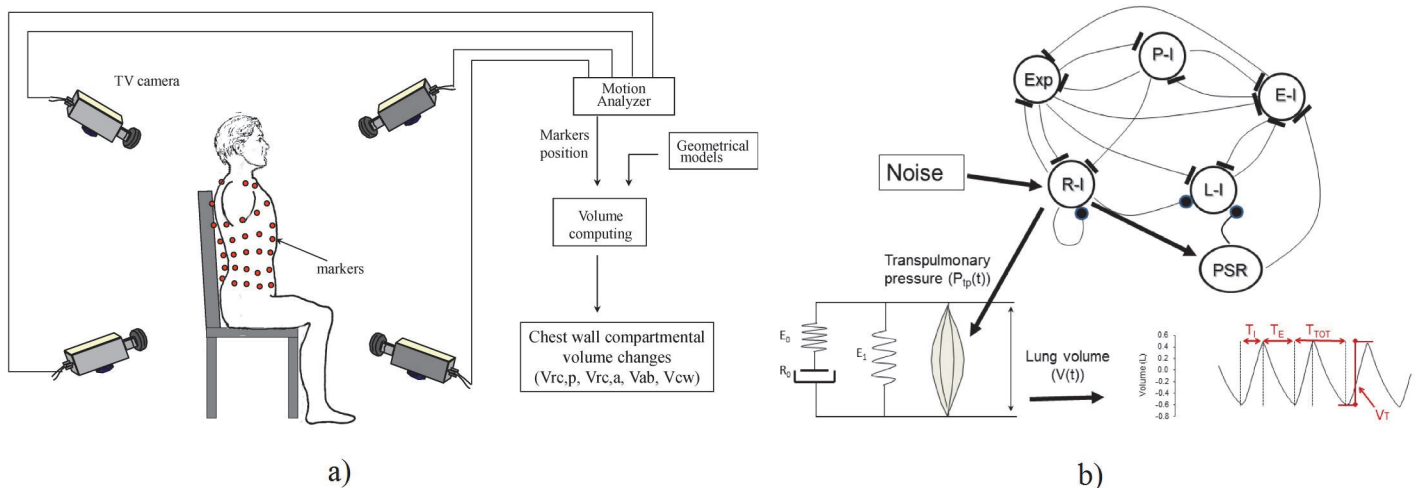 TV camera
Motion
Analyzer
Markers
position
Geometrical
models
Volume
computing
markers
Chest wall compartmental
volume changes
(Vrc,p, Vrc,a, Vab, Vcw)
a)
P-I
Exp
E-I
Noise
R-I
L-I
PSR
Transpulmonary
pressure (Ptp(t))
E0
R0
E1
Lung volume
(V(t))
TI TE TTOT
Volume (L)
0.6
0.4
0.2
0.0
-0.2
-0.4
-0.6
-0.8
VT
b)